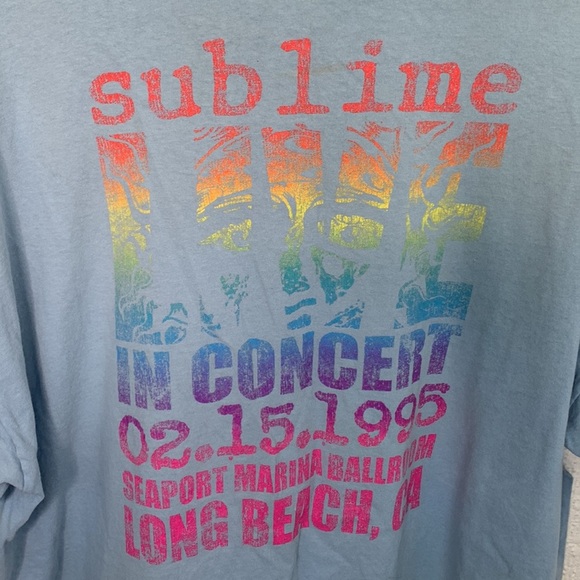 sublime
LIVE
IN CONCERT
02.15.1995
SEAPORT MARINA BALLROOM
LONG BEACH, CA